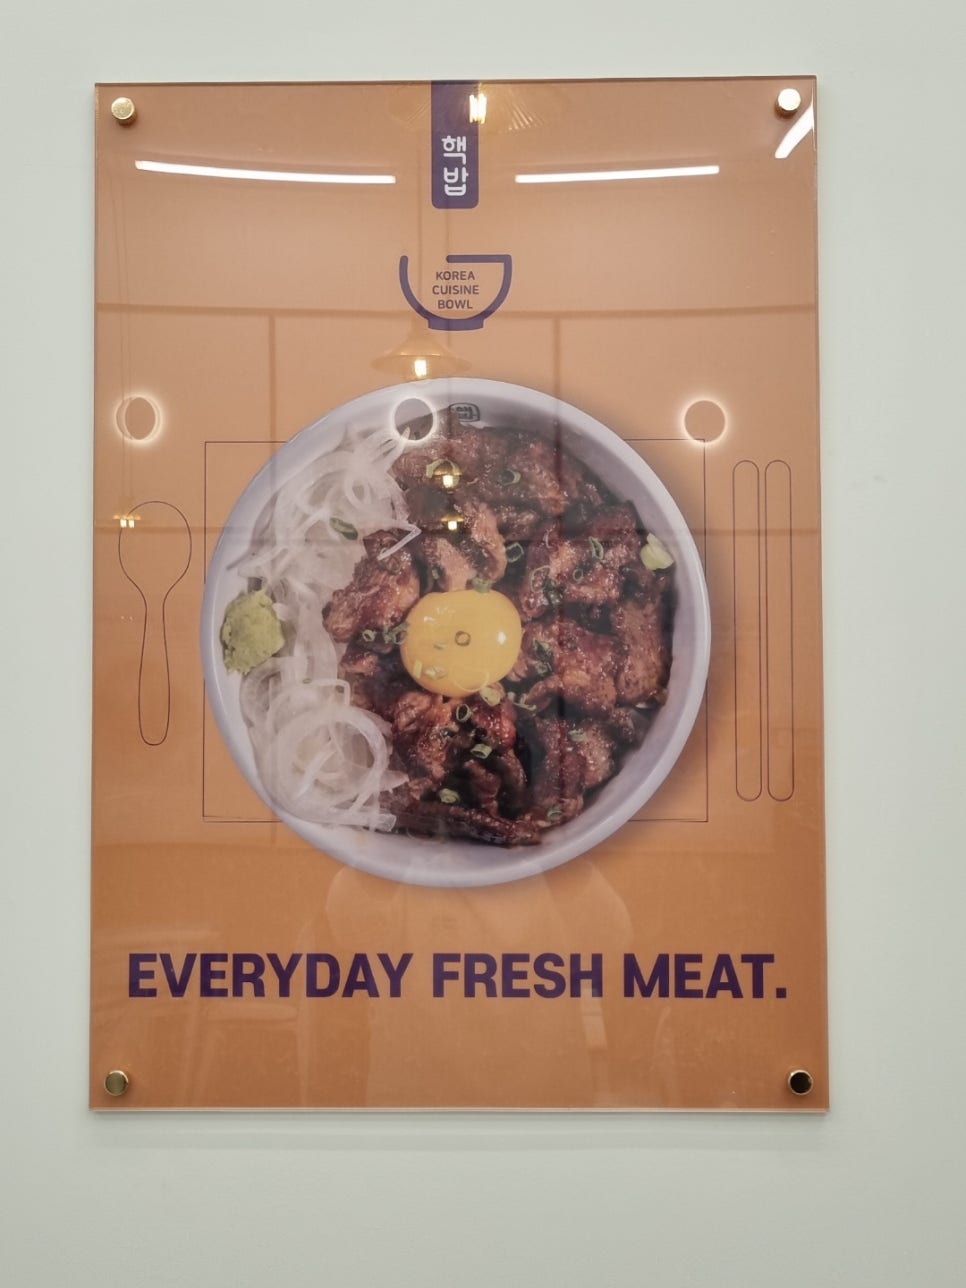 핵
밥
KOREA
CUISINE
BOWL
EVERYDAY FRESH MEAT.